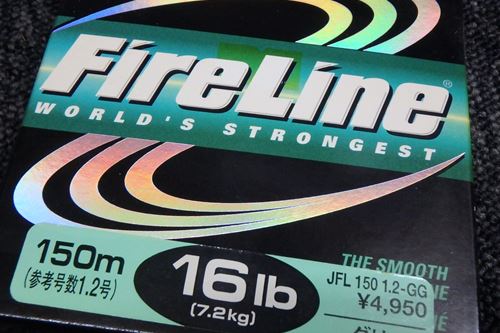 FireLine®
WORLD'S STRONGEST
150m
(参考号数1.2号)
16lb
(7.2kg)
THE SMOOTH
JFL 150 1.2-GG
¥4,950